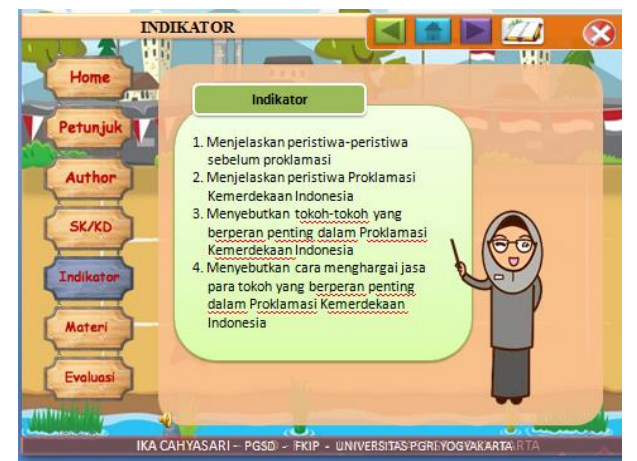 INDIKATOR
Home
Petunjuk
Author
SK/KD
Indikator
Materi
Evaluasi
Indikator
1. Menjelaskan peristiwa-peristiwa
sebelum proklamasi
2. Menjelaskan peristiwa Proklamasi
Kemerdekaan Indonesia
3. Menyebutkan tokoh-tokoh yang
berperan penting dalam Proklamasi
Kemerdekaan Indonesia
4. Menyebutkan cara menghargai jasa
para tokoh yang berperan penting
dalam Proklamasi Kemerdekaan
Indonesia
IKA CAHYASARI – PGSD – FKIP - UNIVERSITAS PGRI YOGYAKARTA